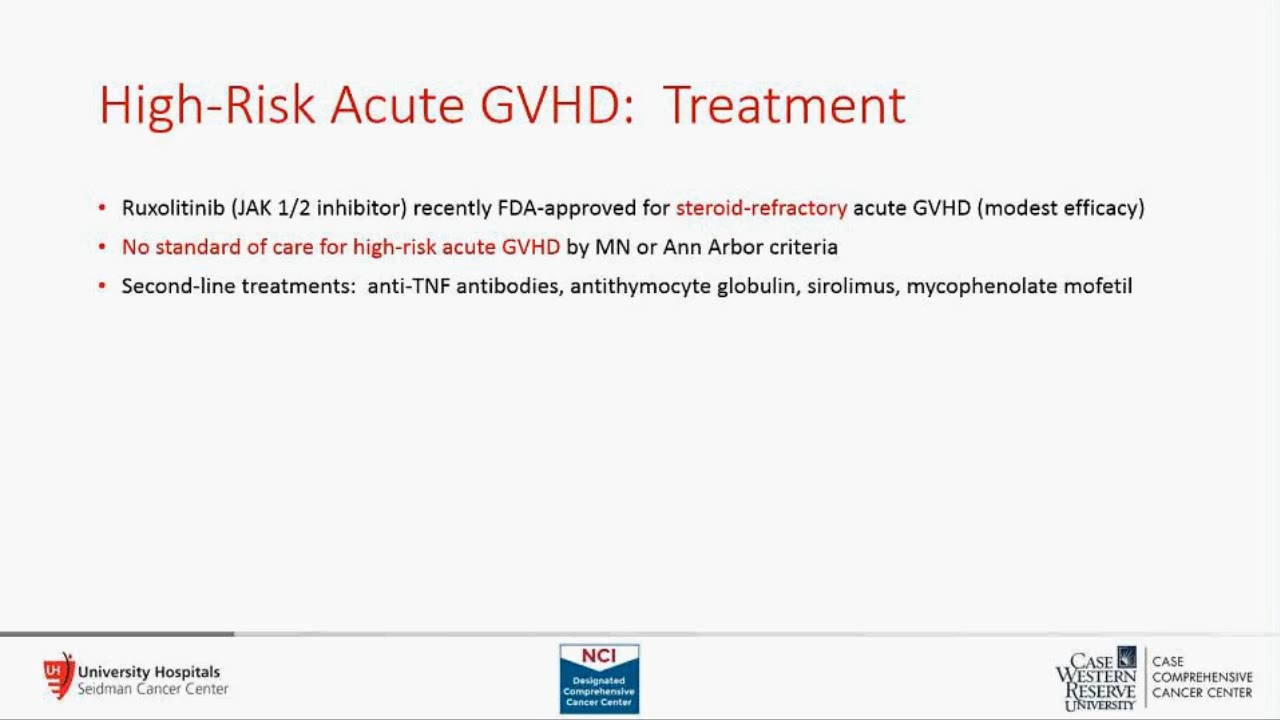 High-Risk Acute GVHD:  Treatment
• Ruxolitinib (JAK 1/2 inhibitor) recently FDA-approved for steroid-refractory acute GVHD (modest efficacy)
• No standard of care for high-risk acute GVHD by MN or Ann Arbor criteria
• Second-line treatments:  anti-TNF antibodies, antithymocyte globulin, sirolimus, mycophenolate mofetil
UH
University Hospitals
Seidman Cancer Center
NCI
Designated
Comprehensive
Cancer Center
CASE
WESTERN
RESERVE
UNIVERSITY
CASE
COMPREHENSIVE
CANCER CENTER